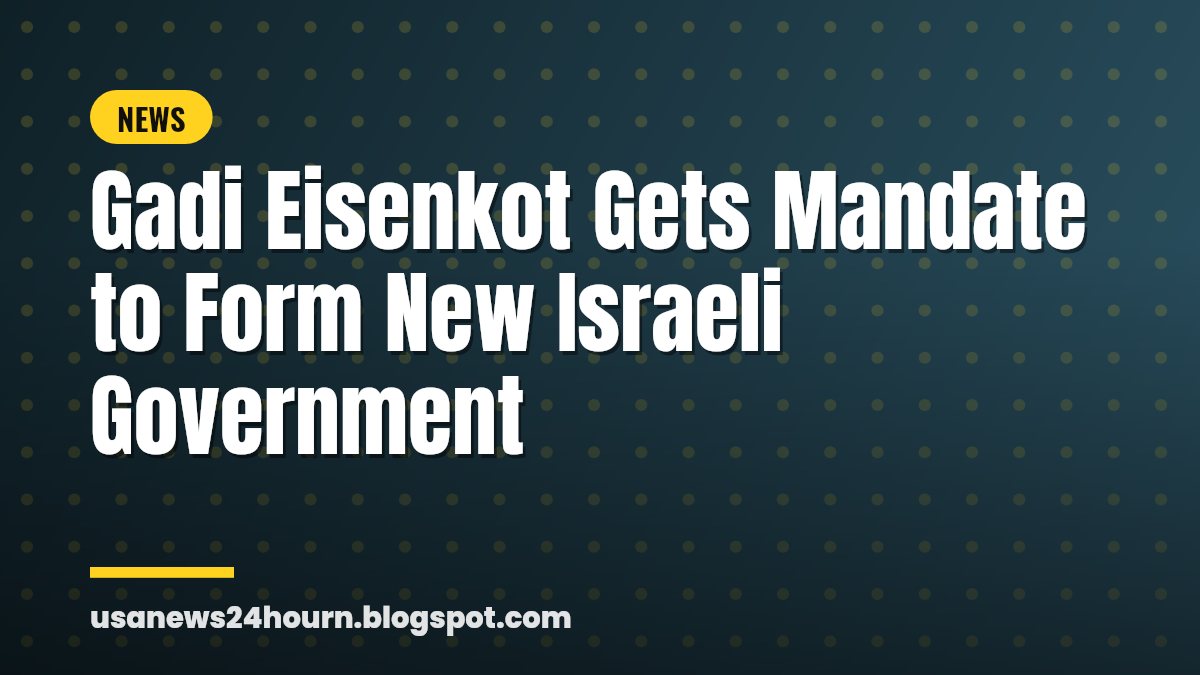 NEWS
Gadi Eisenkot Gets Mandate
to Form New Israeli
Government
usanews24hourn.blogspot.com